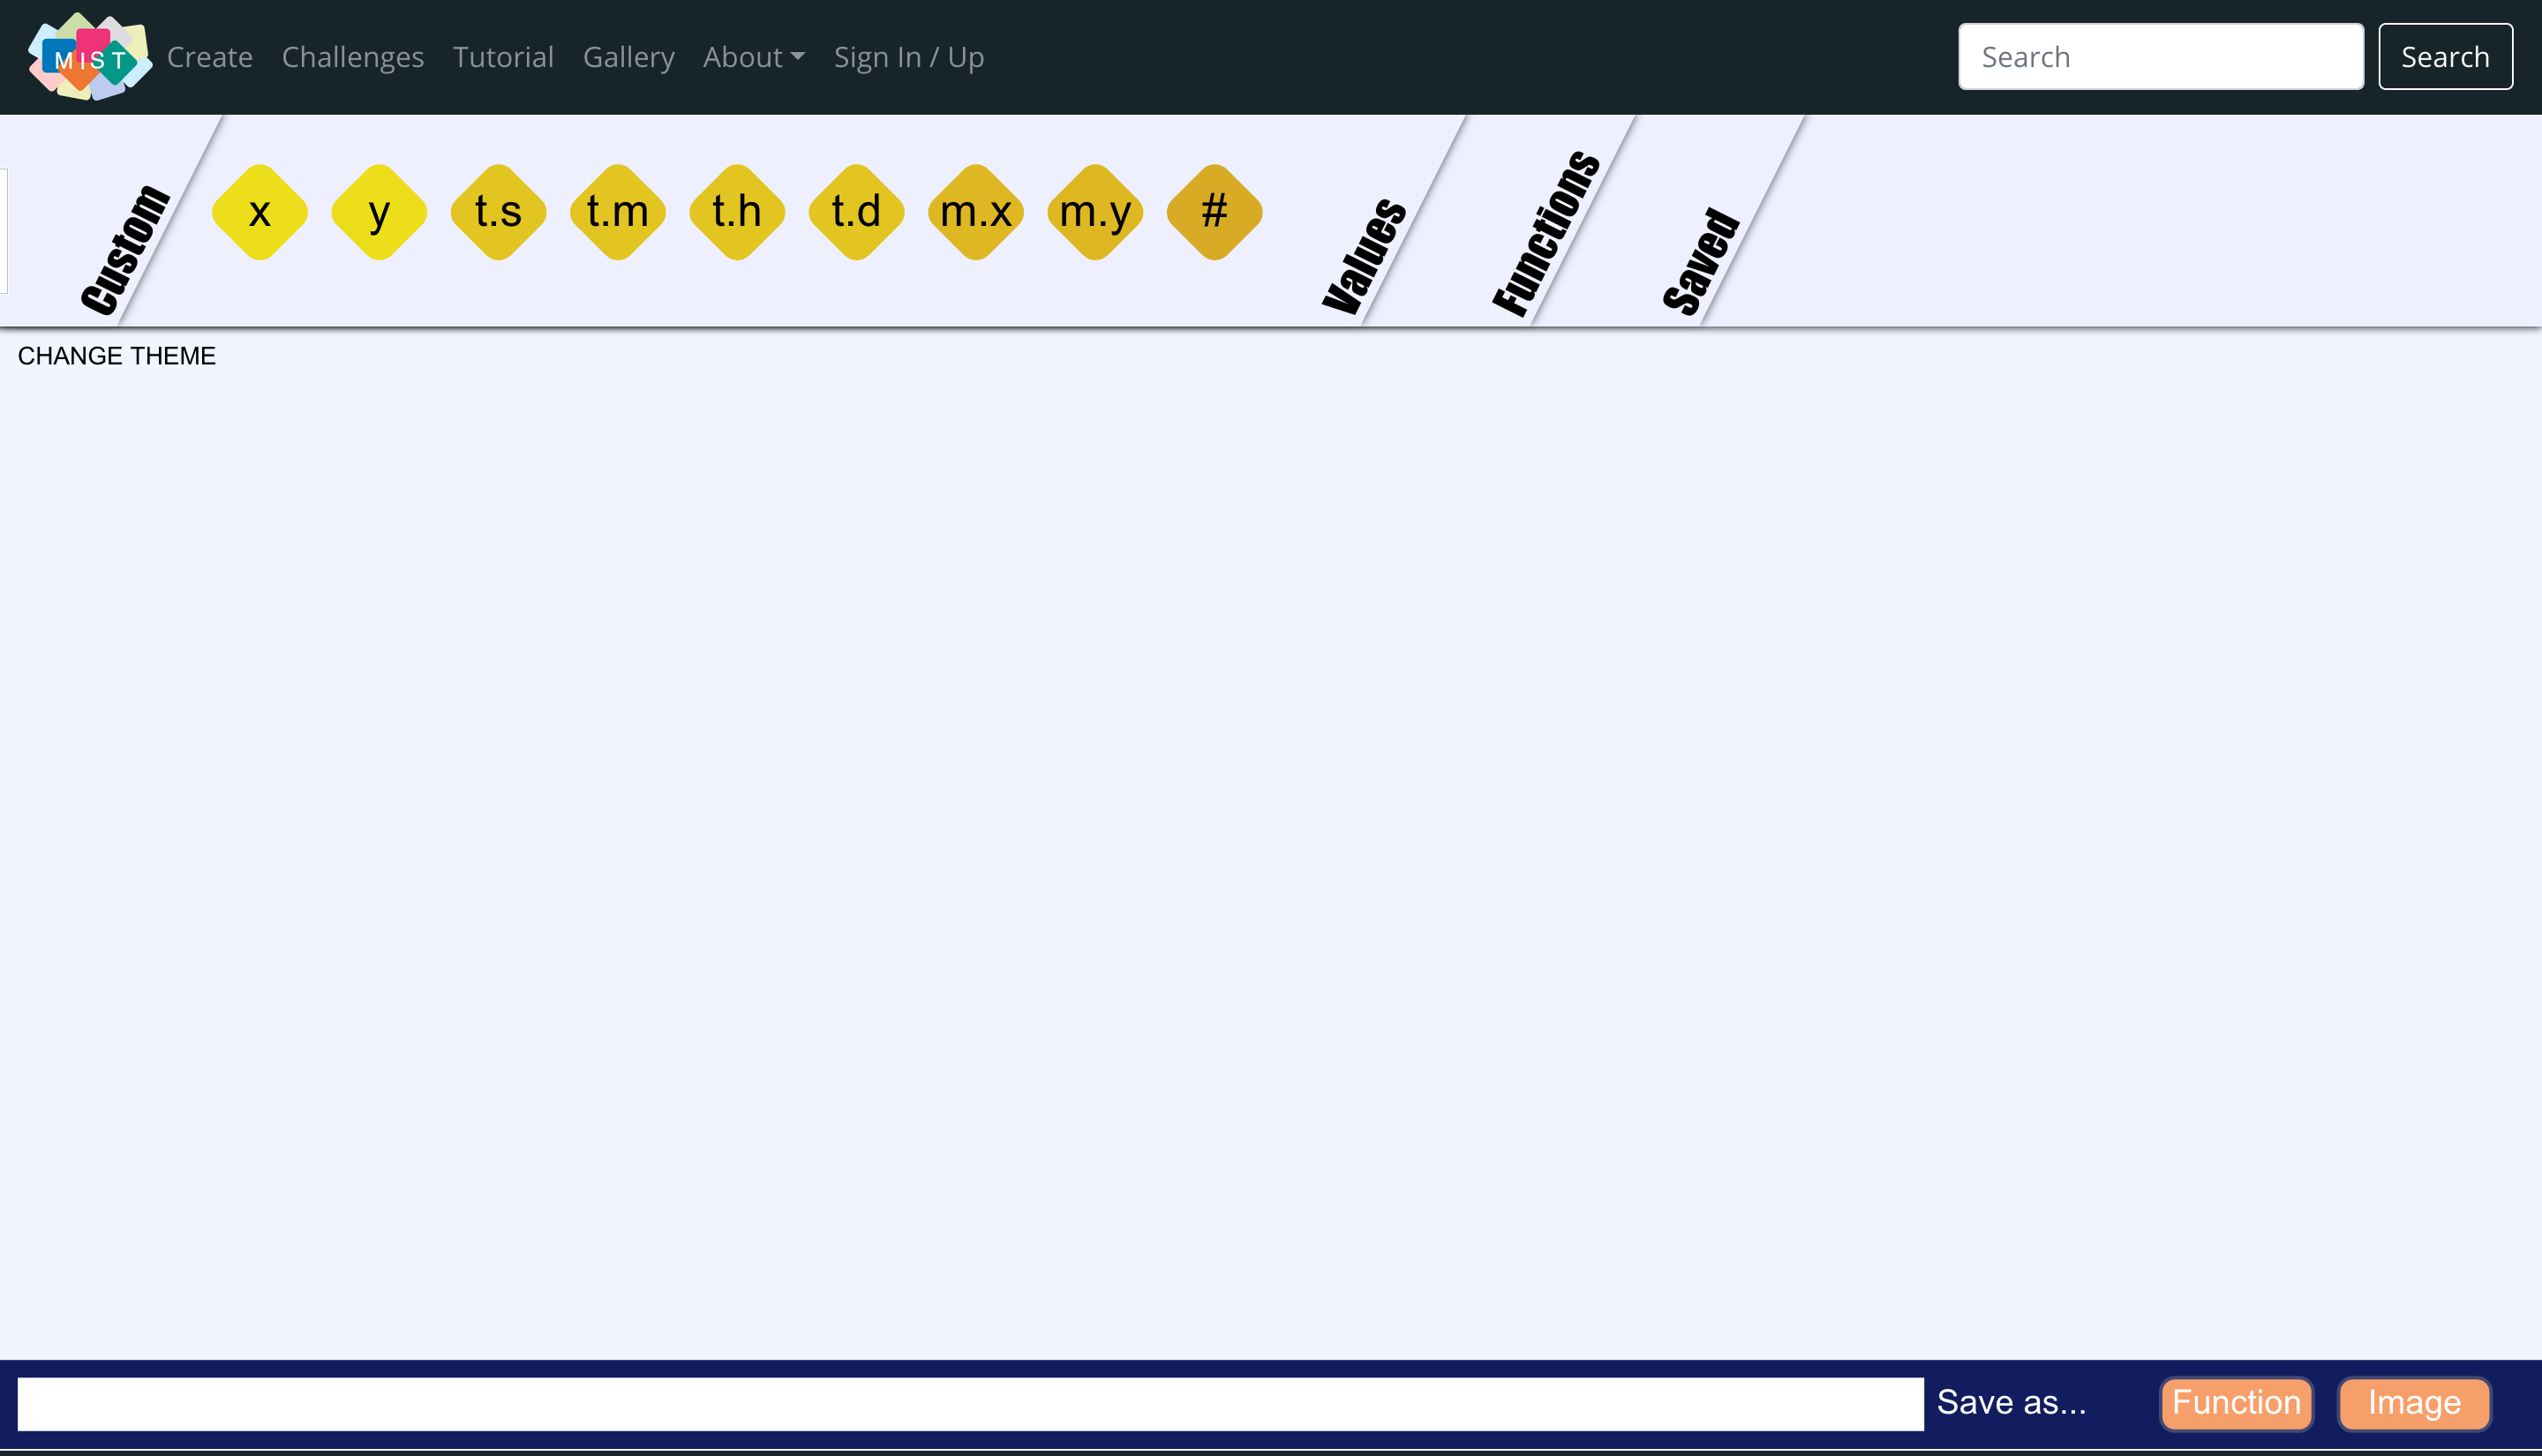 MIST
Create Challenges Tutorial Gallery About Sign In / Up Search Search
Custom x y t.s t.m t.h t.d m.x m.y # Values Functions Saved
CHANGE THEME
Save as... Function Image